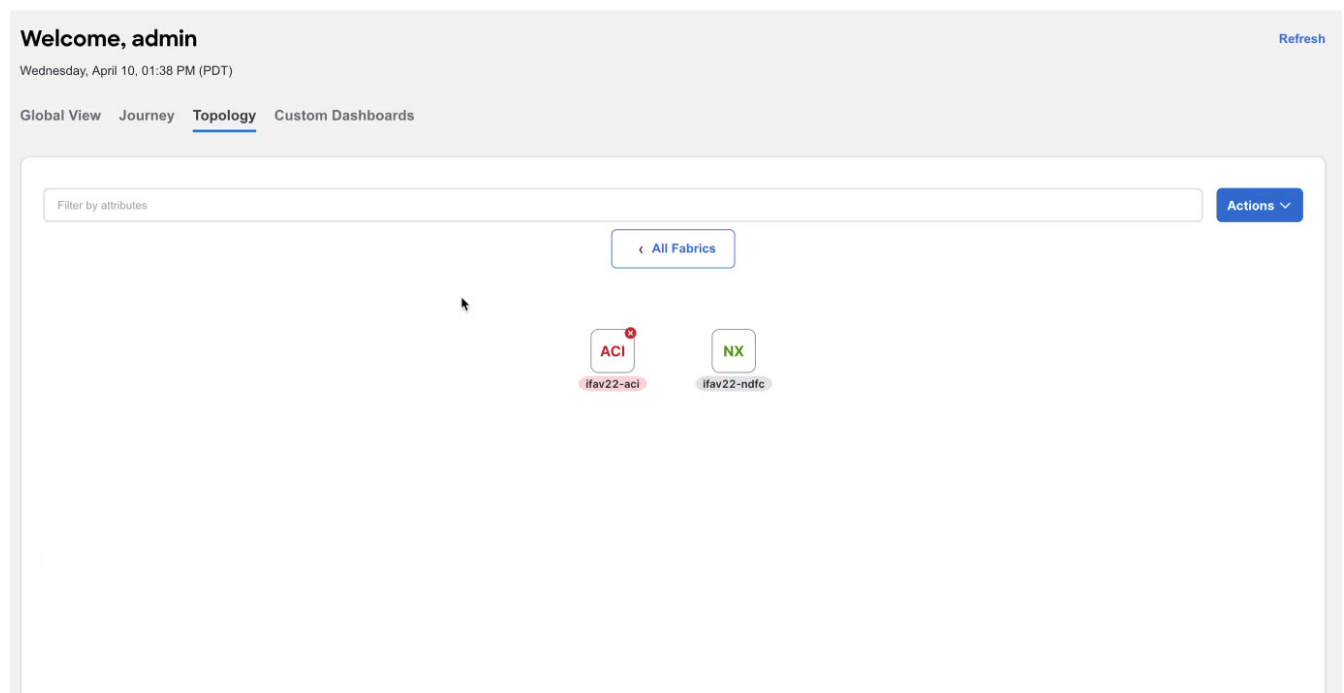 Welcome, admin
Refresh
Wednesday, April 10, 01:38 PM (PDT)
Global View Journey Topology Custom Dashboards
Filter by attributes
Actions
‹ All Fabrics
ACI NX
ifav22-aci ifav22-ndfc